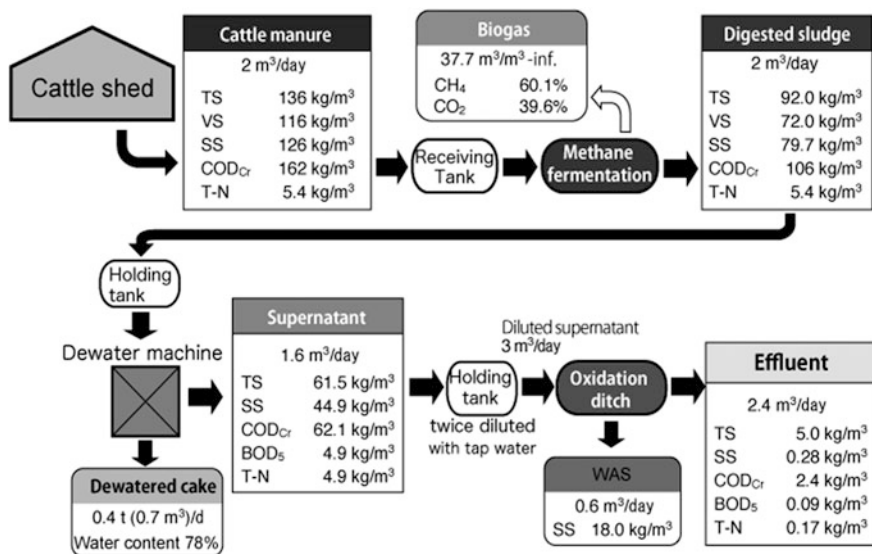 Cattle shed
Cattle manure
2 m³/day
TS 136 kg/m³
VS 116 kg/m³
SS 126 kg/m³
CODCr 162 kg/m³
T-N 5.4 kg/m³
Receiving
Tank
Biogas
37.7 m³/m³ -inf.
CH₄ 60.1%
CO₂ 39.6%
Methane
fermentation
Digested sludge
2 m³/day
TS 92.0 kg/m³
VS 72.0 kg/m³
SS 79.7 kg/m³
CODCr 106 kg/m³
T-N 5.4 kg/m³
Holding
tank
Dewater machine
Dewatered cake
0.4 t (0.7 m³)/d
Water content 78%
Supernatant
1.6 m³/day
TS 61.5 kg/m³
SS 44.9 kg/m³
CODCr 62.1 kg/m³
BOD₅ 4.9 kg/m³
T-N 4.9 kg/m³
Holding
tank
twice diluted
with tap water
Diluted supernatant
3 m³/day
Oxidation
ditch
WAS
0.6 m³/day
SS 18.0 kg/m³
Effluent
2.4 m³/day
TS 5.0 kg/m³
SS 0.28 kg/m³
CODCr 2.4 kg/m³
BOD₅ 0.09 kg/m³
T-N 0.17 kg/m³